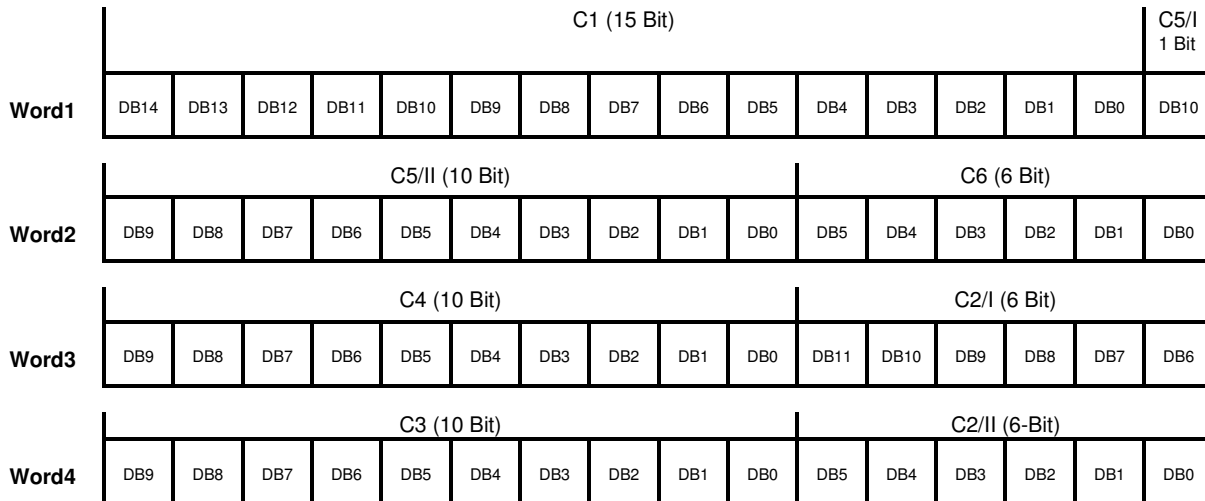 C1 (15 Bit) C5/I
1 Bit
Word1 DB14 DB13 DB12 DB11 DB10 DB9 DB8 DB7 DB6 DB5 DB4 DB3 DB2 DB1 DB0 DB10
C5/II (10 Bit) C6 (6 Bit)
Word2 DB9 DB8 DB7 DB6 DB5 DB4 DB3 DB2 DB1 DB0 DB5 DB4 DB3 DB2 DB1 DB0
C4 (10 Bit) C2/I (6 Bit)
Word3 DB9 DB8 DB7 DB6 DB5 DB4 DB3 DB2 DB1 DB0 DB11 DB10 DB9 DB8 DB7 DB6
C3 (10 Bit) C2/II (6-Bit)
Word4 DB9 DB8 DB7 DB6 DB5 DB4 DB3 DB2 DB1 DB0 DB5 DB4 DB3 DB2 DB1 DB0